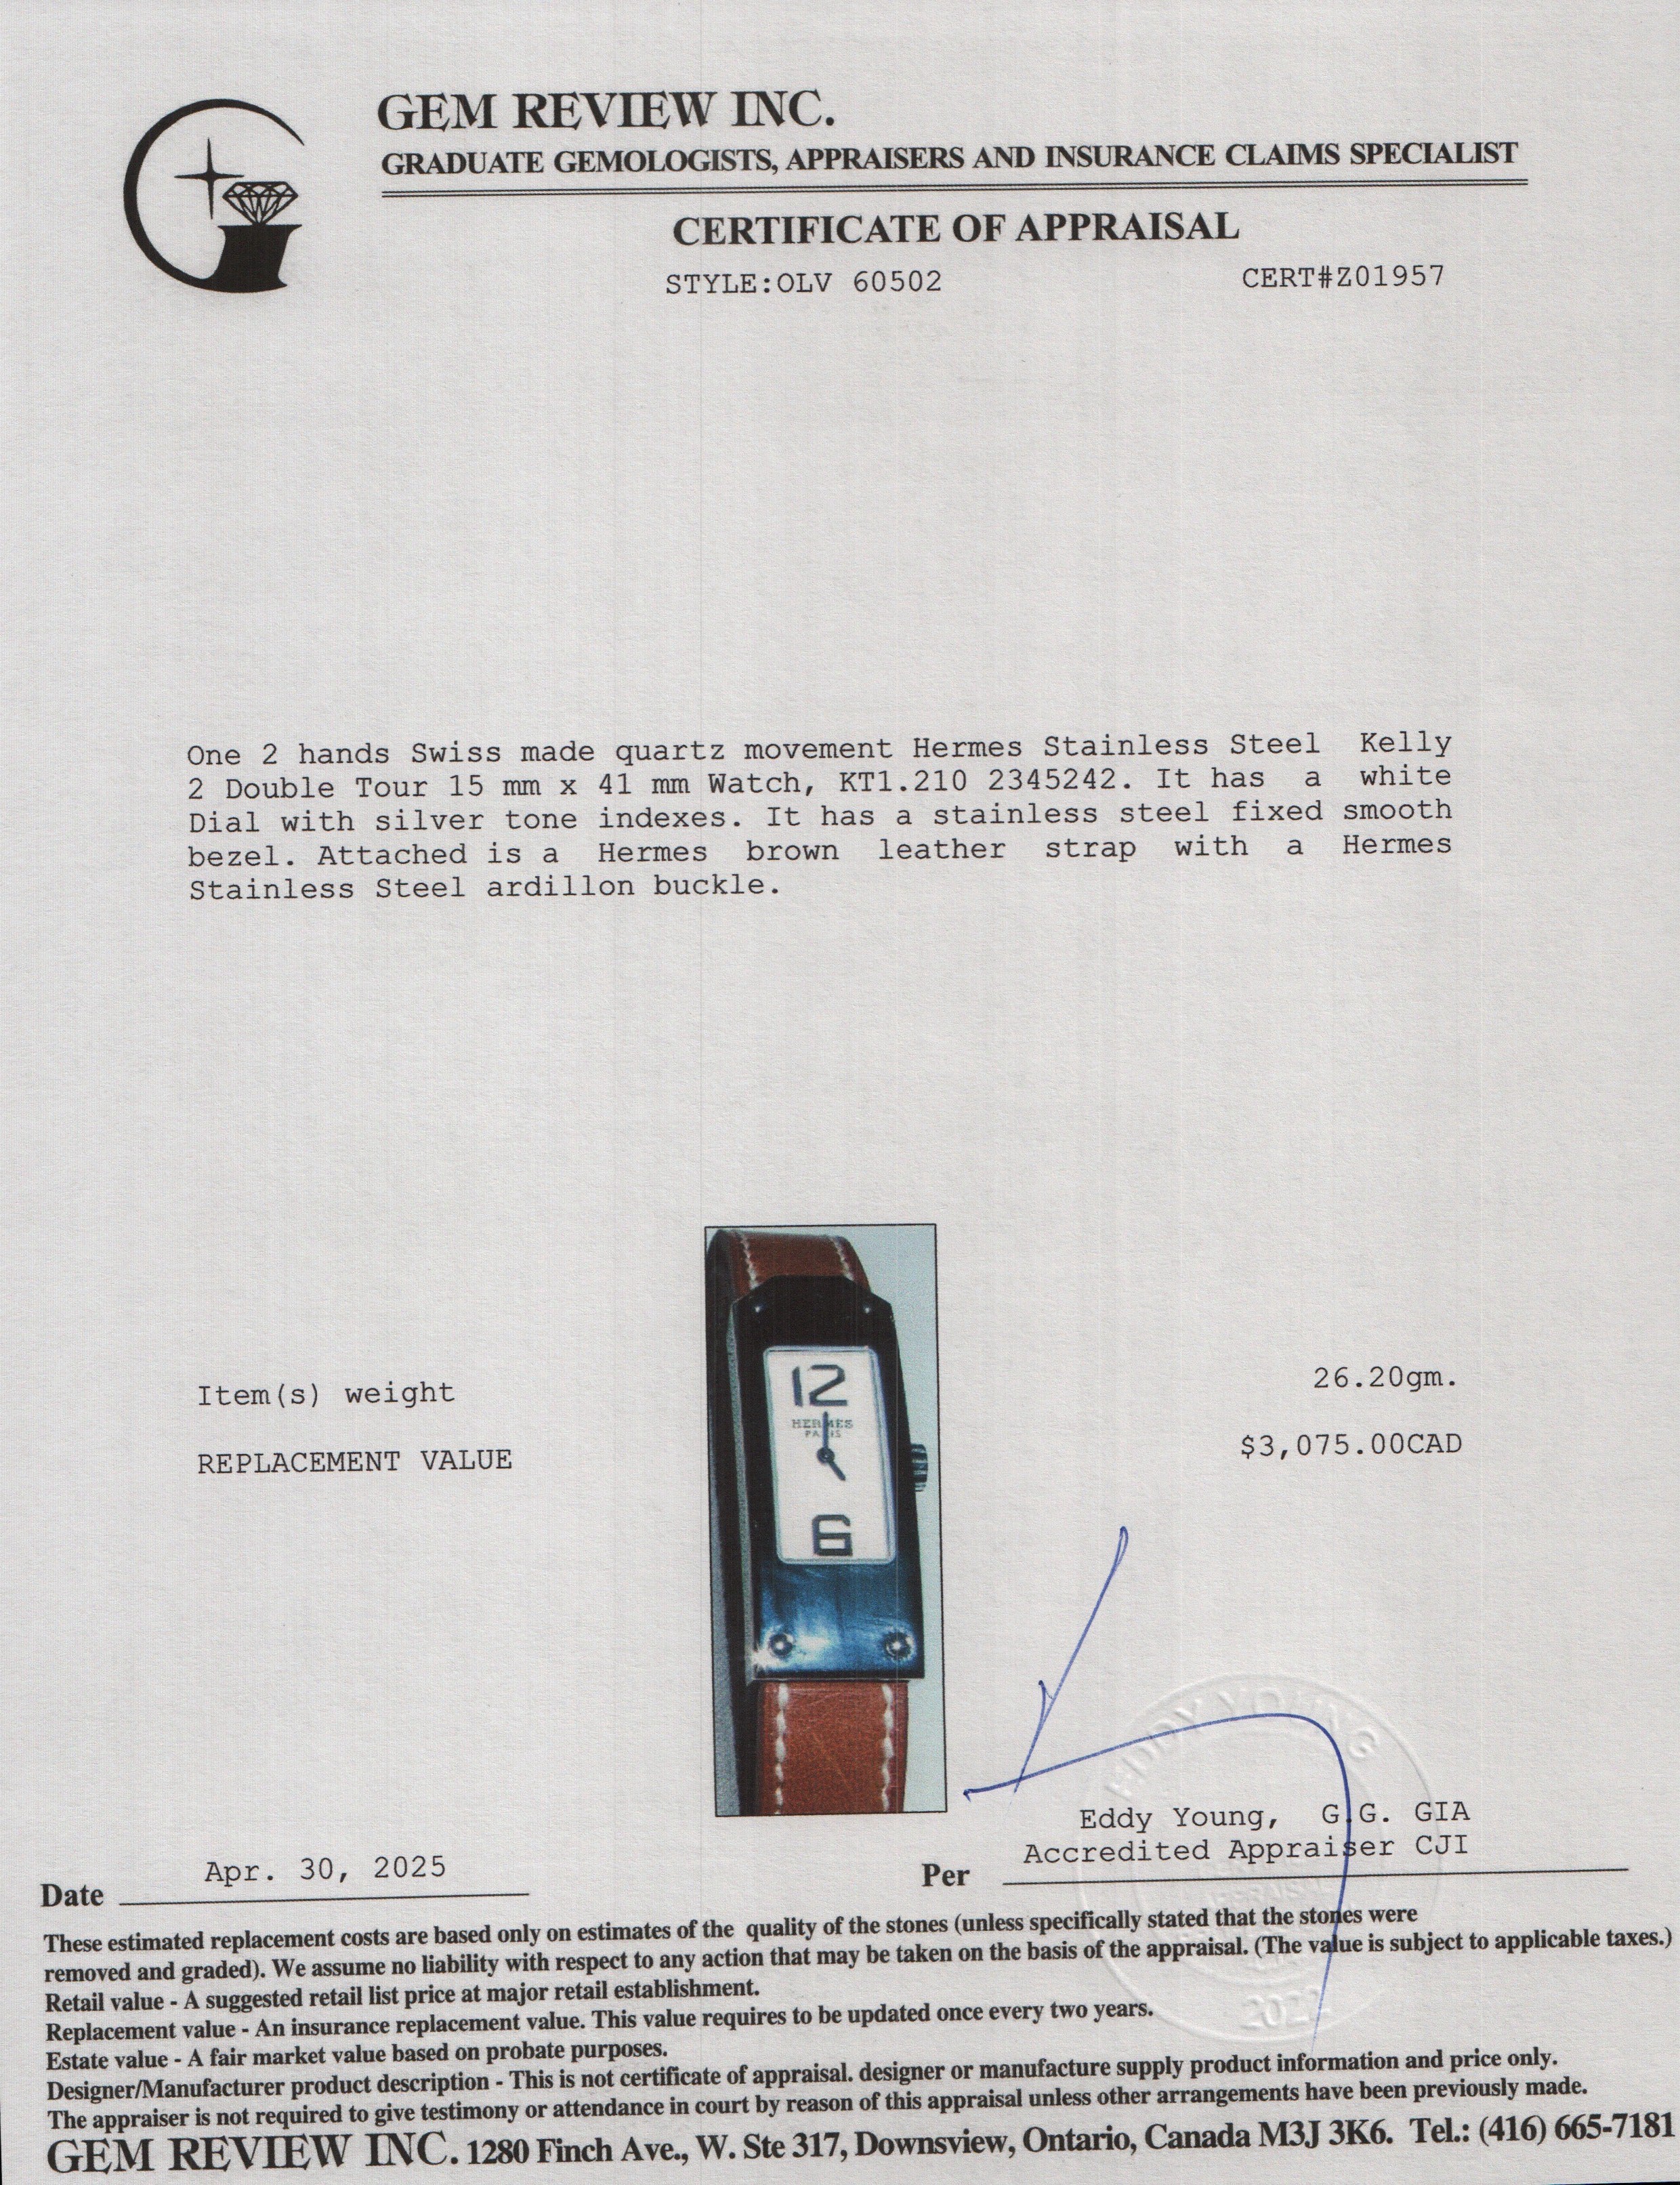 GEM REVIEW INC.
GRADUATE GEMOLOGISTS, APPRAISERS AND INSURANCE CLAIMS SPECIALIST
CERTIFICATE OF APPRAISAL
STYLE:OLV 60502 CERT#Z01957
One 2 hands Swiss made quartz movement Hermes Stainless Steel Kelly
2 Double Tour 15 mm x 41 mm Watch, KT1.210 2345242. It has a white
Dial with silver tone indexes. It has a stainless steel fixed smooth
bezel. Attached is a Hermes brown leather strap with a Hermes
Stainless Steel ardillon buckle.
12
HERMES
PARIS
6
Item(s) weight 26.20gm.
REPLACEMENT VALUE $3,075.00CAD
EDDY YOUNG
Eddy Young, G.G. GIA
Accredited Appraiser CJI
Date Apr. 30, 2025 Per
These estimated replacement costs are based only on estimates of the quality of the stones (unless specifically stated that the stones were
removed and graded). We assume no liability with respect to any action that may be taken on the basis of the appraisal. (The value is subject to applicable taxes.)
Retail value - A suggested retail list price at major retail establishment.
Replacement value - An insurance replacement value. This value requires to be updated once every two years.
Estate value - A fair market value based on probate purposes.
Designer/Manufacturer product description - This is not certificate of appraisal. designer or manufacture supply product information and price only.
The appraiser is not required to give testimony or attendance in court by reason of this appraisal unless other arrangements have been previously made.
GEM REVIEW INC. 1280 Finch Ave., W. Ste 317, Downsview, Ontario, Canada M3J 3K6. Tel.: (416) 665-7181